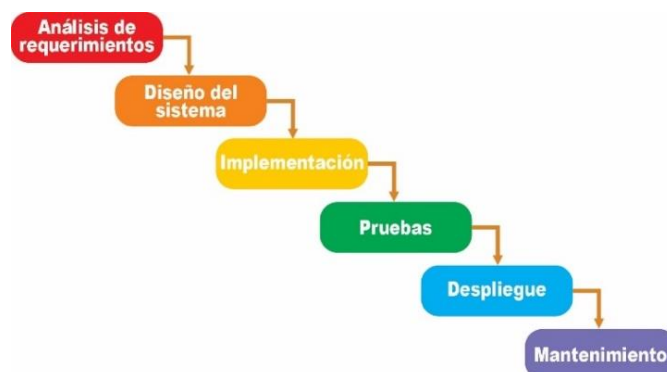 Análisis de
requerimientos
Diseño del
sistema
Implementación
Pruebas
Despliegue
Mantenimiento